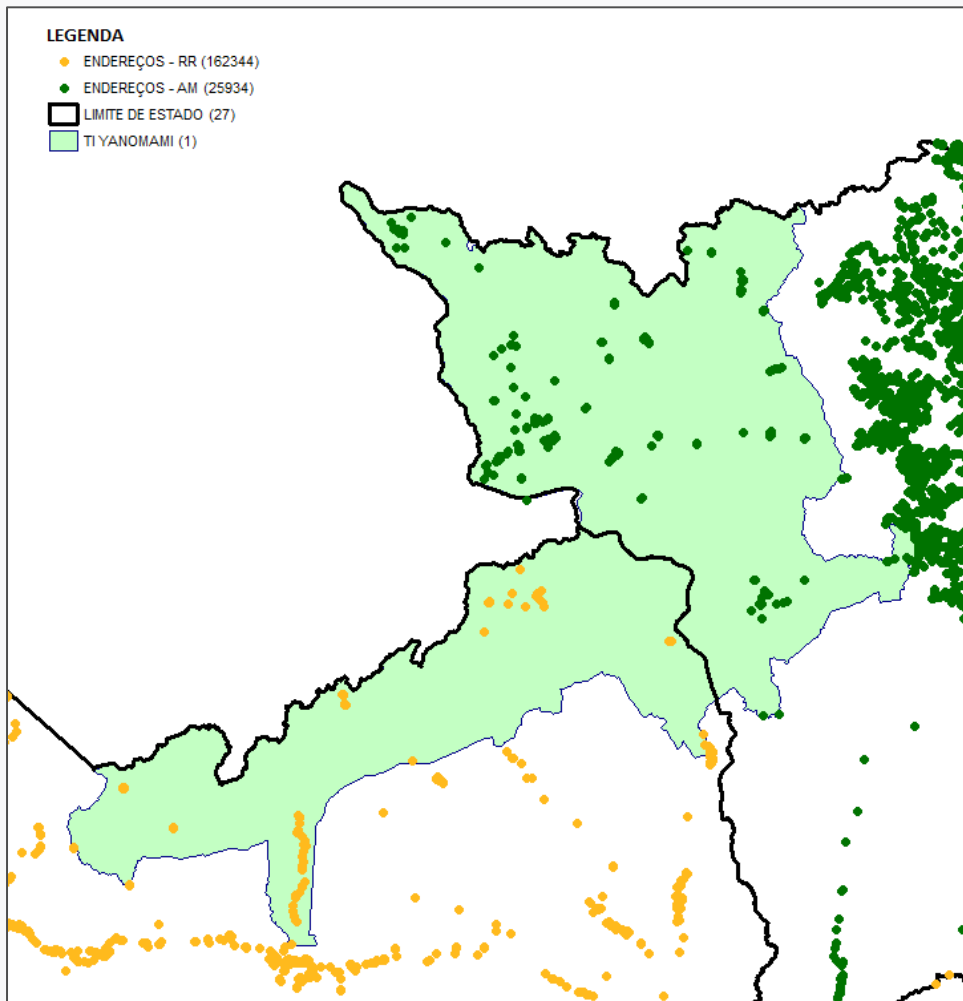 LEGENDA
ENDEREÇOS - RR (162344)
ENDEREÇOS - AM (25934)
LIMITE DE ESTADO (27)
TI YANOMAMI (1)